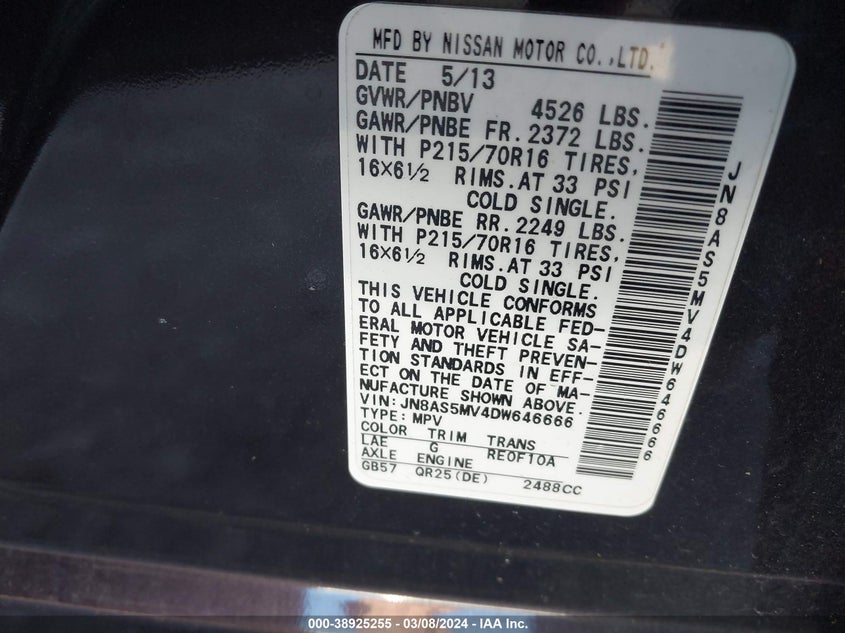 MFD BY NISSAN MOTOR CO.,LTD.
DATE 5/13
GVWR/PNBV 4526 LBS.
GAWR/PNBE FR. 2372 LBS.
WITH P215/70R16 TIRES,
16X6½ RIMS.AT 33 PSI
COLD SINGLE.
GAWR/PNBE RR. 2249 LBS.
WITH P215/70R16 TIRES,
16X6½ RIMS.AT 33 PSI
COLD SINGLE.
THIS VEHICLE CONFORMS
TO ALL APPLICABLE FED-
ERAL MOTOR VEHICLE SA-
FETY AND THEFT PREVEN-
TION STANDARDS IN EFF-
ECT ON THE DATE OF MA-
NUFACTURE SHOWN ABOVE.
VIN: JN8AS5MV4DW646666
TYPE: MPV
COLOR TRIM TRANS
LAE G RE0F10A
AXLE ENGINE
GB57 QR25(DE) 2488CC
JN8AS5MV4DW646666
000-38925255 - 03/08/2024 - IAA Inc.